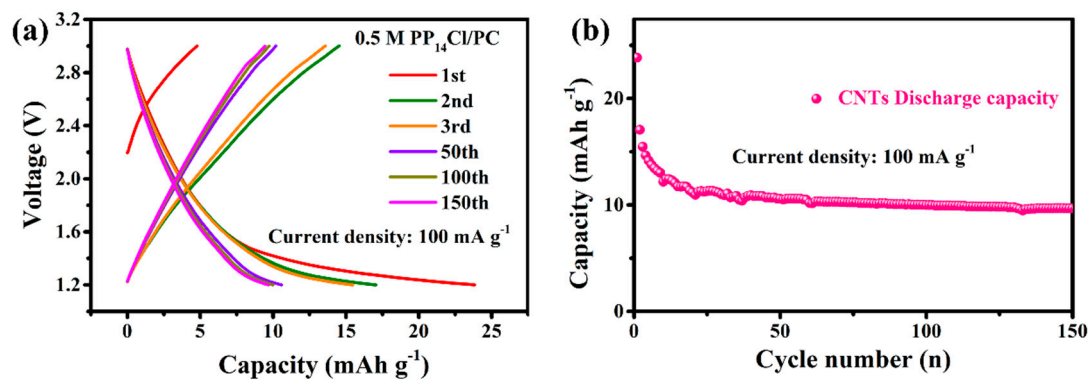 (a)
3.2
2.8
2.4
2.0
1.6
1.2
Voltage (V)
0.5 M PP₁₄Cl/PC
1st
2nd
3rd
50th
100th
150th
Current density: 100 mA g⁻¹
0 5 10 15 20 25
Capacity (mAh g⁻¹)
(b)
20
10
0
Capacity (mAh g⁻¹)
CNTs Discharge capacity
Current density: 100 mA g⁻¹
0 50 100 150
Cycle number (n)